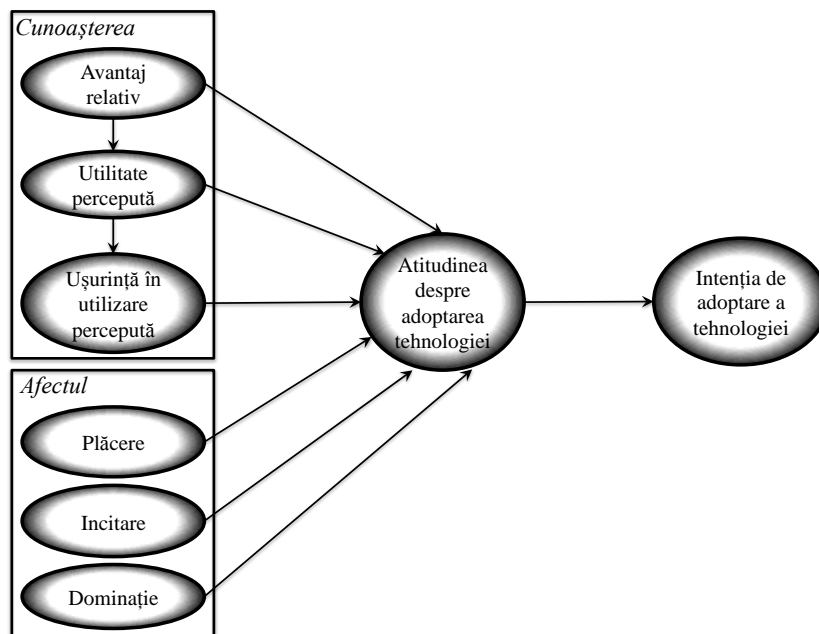 Cunoașterea
Avantaj
relativ
Utilitate
percepută
Ușurință în
utilizare
percepută
Atitudinea
despre
adoptarea
tehnologiei
Intenția de
adoptare a
tehnologiei
Afectul
Plăcere
Incitare
Dominație